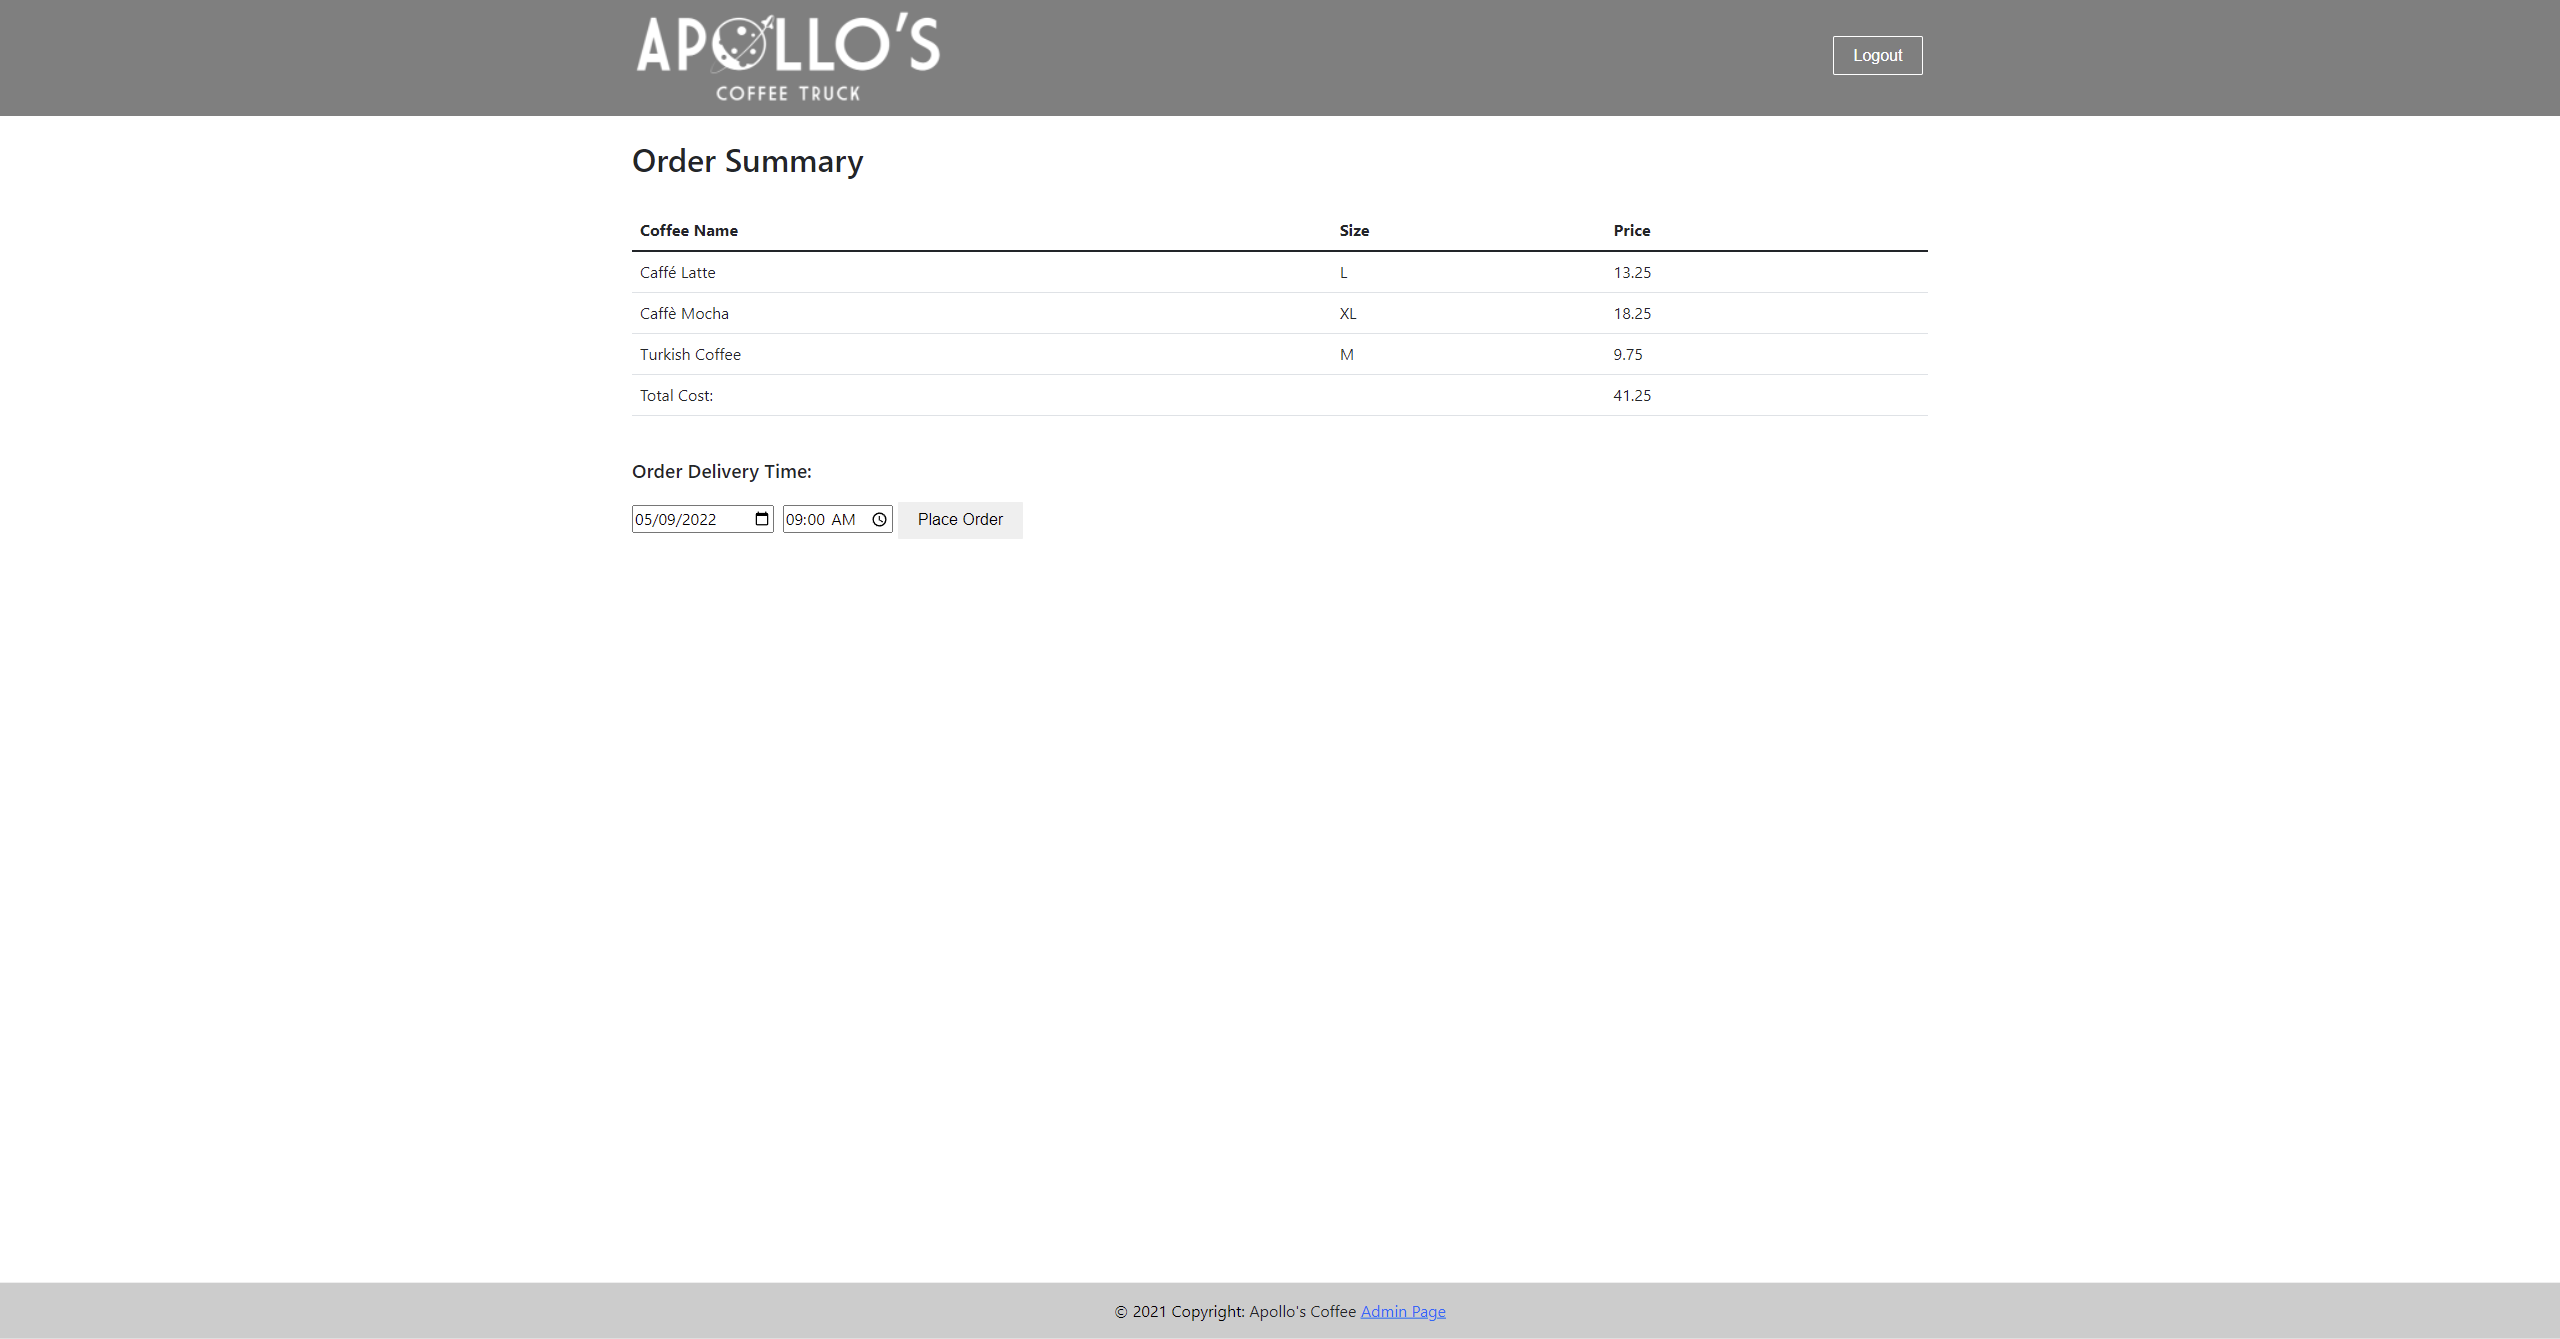 APOLLO'S
COFFEE TRUCK
Logout
Order Summary
Coffee Name Size Price
Caffé Latte L 13.25
Caffè Mocha XL 18.25
Turkish Coffee M 9.75
Total Cost: 41.25
Order Delivery Time:
05/09/2022 09:00 AM Place Order
© 2021 Copyright: Apollo's Coffee Admin Page